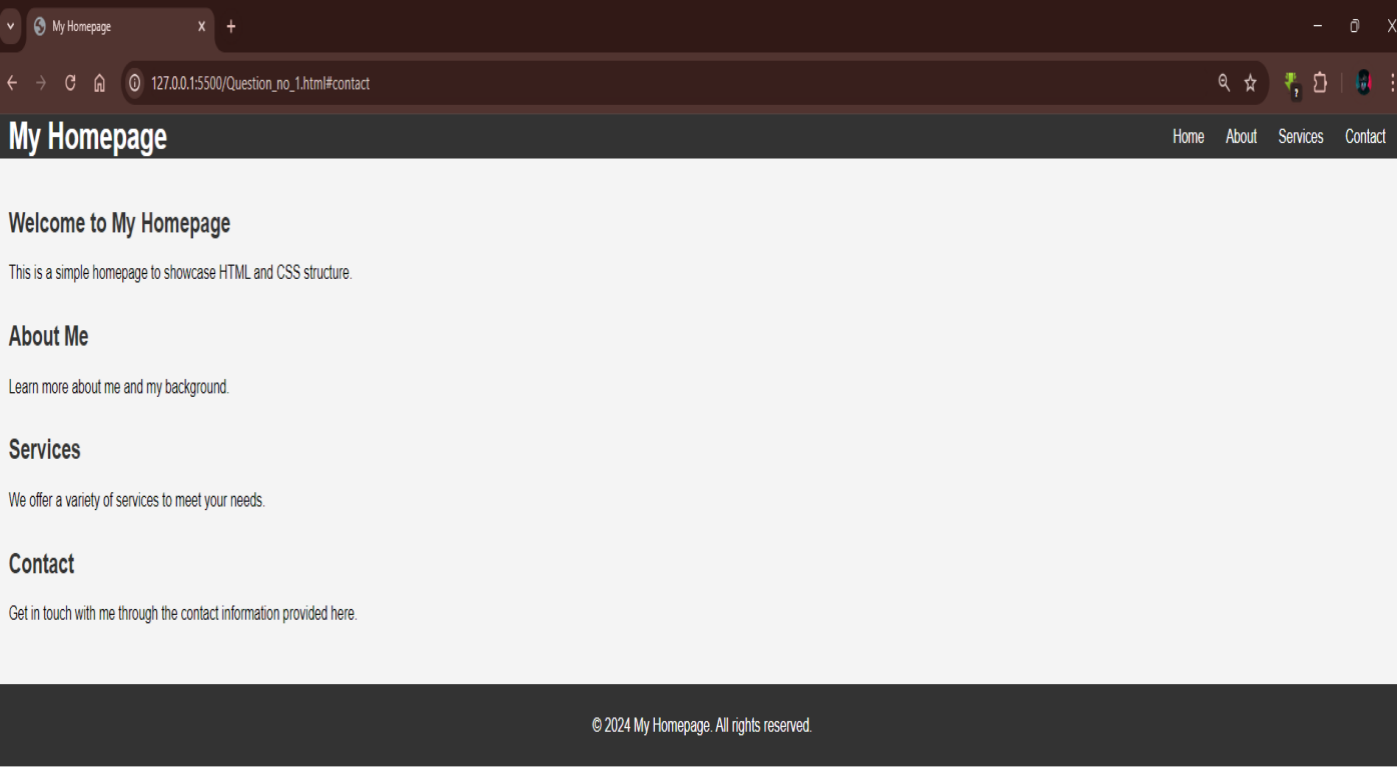 My Homepage
127.0.0.1:5500/Question_no_1.html#contact
My Homepage
Home About Services Contact
Welcome to My Homepage
This is a simple homepage to showcase HTML and CSS structure.
About Me
Learn more about me and my background.
Services
We offer a variety of services to meet your needs.
Contact
Get in touch with me through the contact information provided here.
© 2024 My Homepage. All rights reserved.